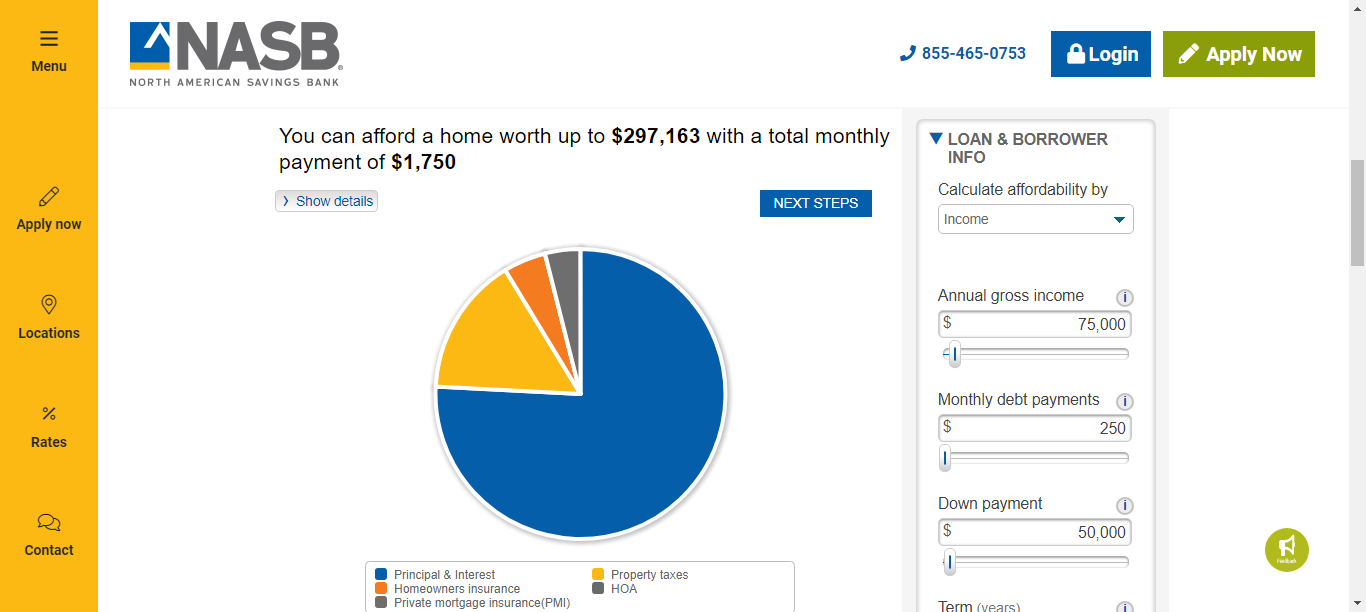 Menu
Apply now
Locations
Rates
Contact
NASB®
NORTH AMERICAN SAVINGS BANK
855-465-0753
Login
Apply Now
You can afford a home worth up to $297,163 with a total monthly
payment of $1,750
Show details
NEXT STEPS
Principal & Interest
Property taxes
Homeowners insurance
HOA
Private mortgage insurance(PMI)
LOAN & BORROWER
INFO
Calculate affordability by
Income
Annual gross income i
$ 75,000
Monthly debt payments i
$ 250
Down payment i
$ 50,000
Term (years) i
Feedback